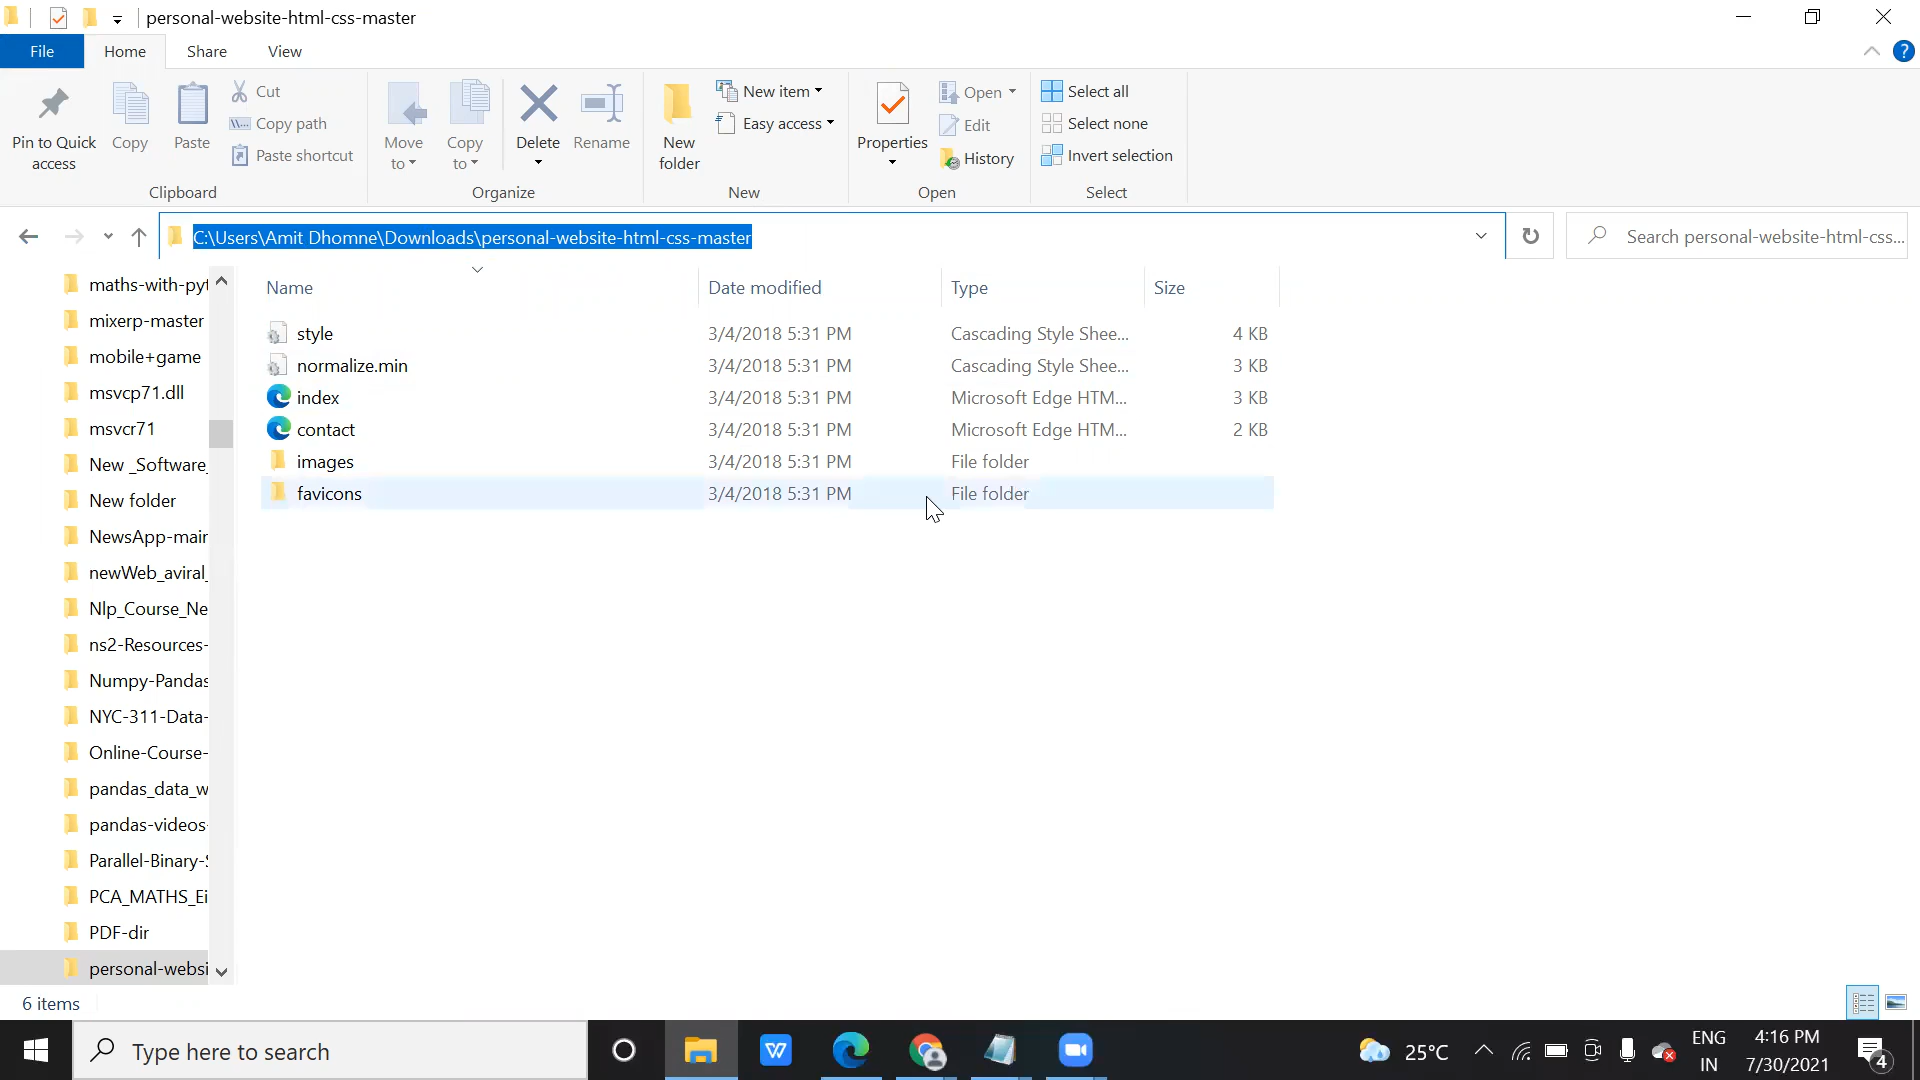 personal-website-html-css-master
File
Home
Share
View
Pin to Quick
access
Copy
Paste
Cut
Copy path
Paste shortcut
Clipboard
Move
to
Copy
to
Delete
Rename
Organize
New
folder
New item
Easy access
New
Properties
Open
Edit
History
Open
Select all
Select none
Invert selection
Select
C:\Users\Amit Dhomne\Downloads\personal-website-html-css-master
Search personal-website-html-css...
maths-with-pyt
mixerp-master
mobile+game
msvcp71.dll
msvcr71
New _Software_
New folder
NewsApp-main
newWeb_aviral_
Nlp_Course_Ne
ns2-Resources-
Numpy-Pandas
NYC-311-Data-
Online-Course-
pandas_data_w
pandas-videos-
Parallel-Binary-S
PCA_MATHS_Ei
PDF-dir
personal-websi
Name Date modified Type Size
style 3/4/2018 5:31 PM Cascading Style Shee... 4 KB
normalize.min 3/4/2018 5:31 PM Cascading Style Shee... 3 KB
index 3/4/2018 5:31 PM Microsoft Edge HTM... 3 KB
contact 3/4/2018 5:31 PM Microsoft Edge HTM... 2 KB
images 3/4/2018 5:31 PM File folder
favicons 3/4/2018 5:31 PM File folder
6 items
Type here to search
25°C
ENG
IN
4:16 PM
7/30/2021
4